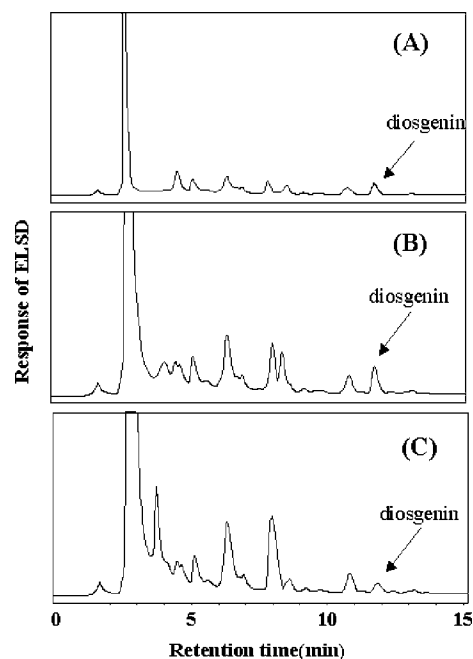 (A)
diosgenin
(B)
diosgenin
(C)
diosgenin
Response of ELSD
0 5 10 15
Retention time(min)